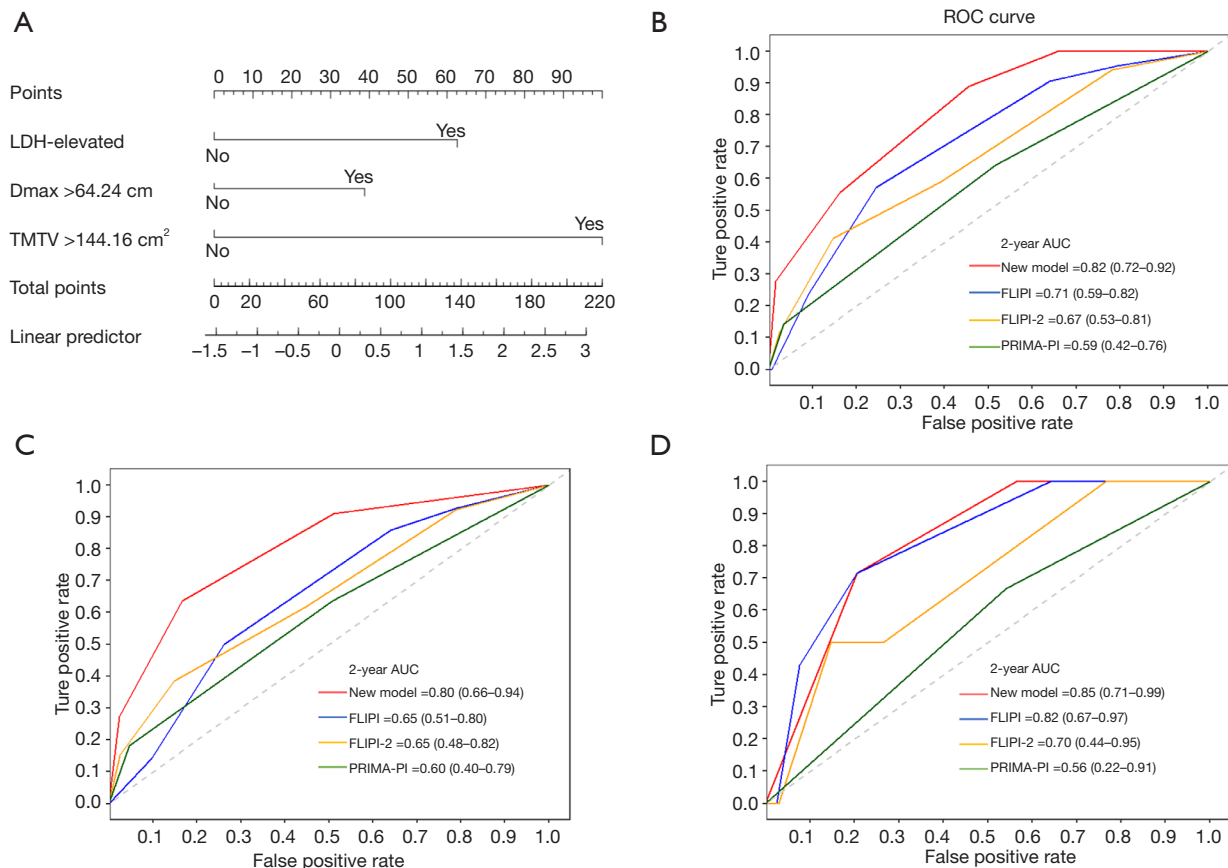 A
0 10 20 30 40 50 60 70 80 90
Points
LDH-elevated
Yes
No
Dmax >64.24 cm
Yes
No
TMTV >144.16 cm²
Yes
No
Total points
0 20 60 80 100 120 140 160 180 200 220
Linear predictor
−1.5 −1 −0.5 0 0.5 1 1.5 2 2.5 3
B
ROC curve
Ture positive rate
1.0
0.9
0.8
0.7
0.6
0.5
0.4
0.3
0.2
0.1
0.0
2-year AUC
New model =0.82 (0.72–0.92)
FLIPI =0.71 (0.59–0.82)
FLIPI-2 =0.67 (0.53–0.81)
PRIMA-PI =0.59 (0.42–0.76)
0.1 0.2 0.3 0.4 0.5 0.6 0.7 0.8 0.9 1.0
False positive rate
C
Ture positive rate
1.0
0.9
0.8
0.7
0.6
0.5
0.4
0.3
0.2
0.1
0.0
2-year AUC
New model =0.80 (0.66–0.94)
FLIPI =0.65 (0.51–0.80)
FLIPI-2 =0.65 (0.48–0.82)
PRIMA-PI =0.60 (0.40–0.79)
0.1 0.2 0.3 0.4 0.5 0.6 0.7 0.8 0.9 1.0
False positive rate
D
Ture positive rate
1.0
0.9
0.8
0.7
0.6
0.5
0.4
0.3
0.2
0.1
0.0
2-year AUC
New model =0.85 (0.71–0.99)
FLIPI =0.82 (0.67–0.97)
FLIPI-2 =0.70 (0.44–0.95)
PRIMA-PI =0.56 (0.22–0.91)
0.1 0.2 0.3 0.4 0.5 0.6 0.7 0.8 0.9 1.0
False positive rate